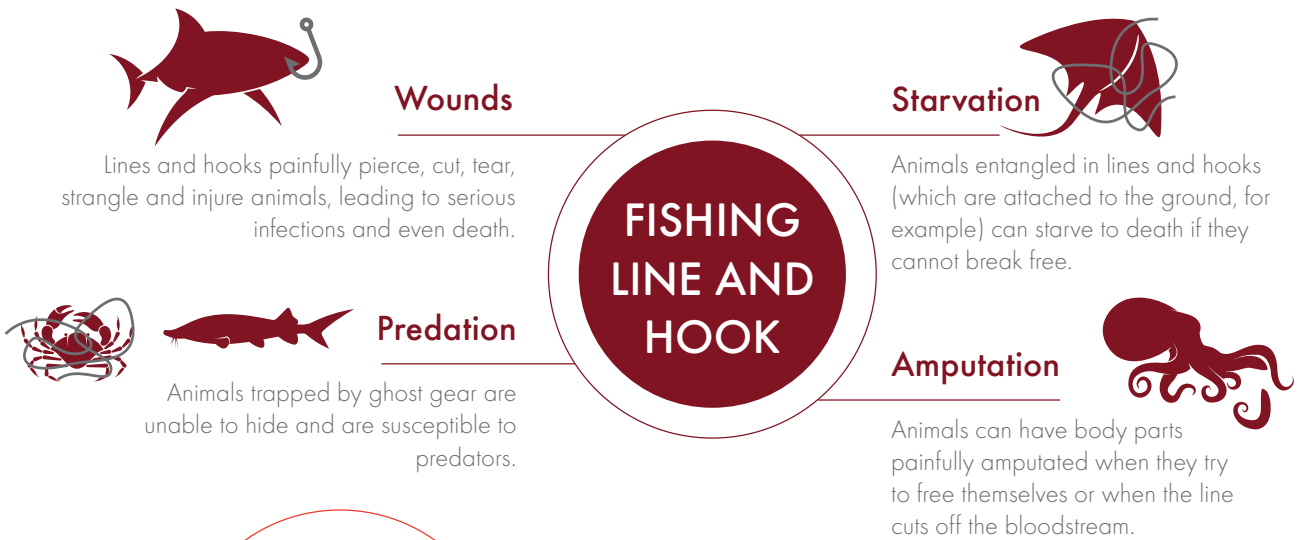 Wounds
Lines and hooks painfully pierce, cut, tear,
strangle and injure animals, leading to serious
infections and even death.
Predation
Animals trapped by ghost gear are
unable to hide and are susceptible to
predators.
FISHING
LINE AND
HOOK
Starvation
Animals entangled in lines and hooks
(which are attached to the ground, for
example) can starve to death if they
cannot break free.
Amputation
Animals can have body parts
painfully amputated when they try
to free themselves or when the line
cuts off the bloodstream.